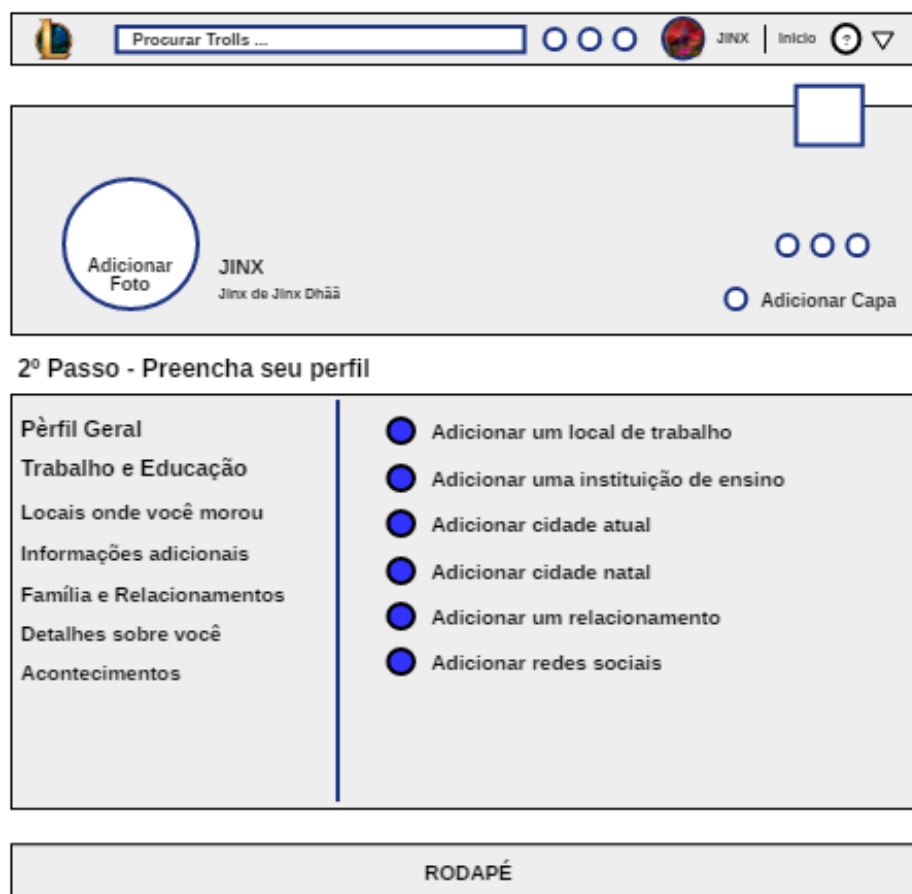 Procurar Trolls ...
JINX
Inicio
?
Adicionar
Foto
JINX
Jinx de Jinx Dhãã
Adicionar Capa
2º Passo - Preencha seu perfil
Pèrfil Geral
Trabalho e Educação
Locais onde você morou
Informações adicionais
Família e Relacionamentos
Detalhes sobre você
Acontecimentos
Adicionar um local de trabalho
Adicionar uma instituição de ensino
Adicionar cidade atual
Adicionar cidade natal
Adicionar um relacionamento
Adicionar redes sociais
RODAPÉ